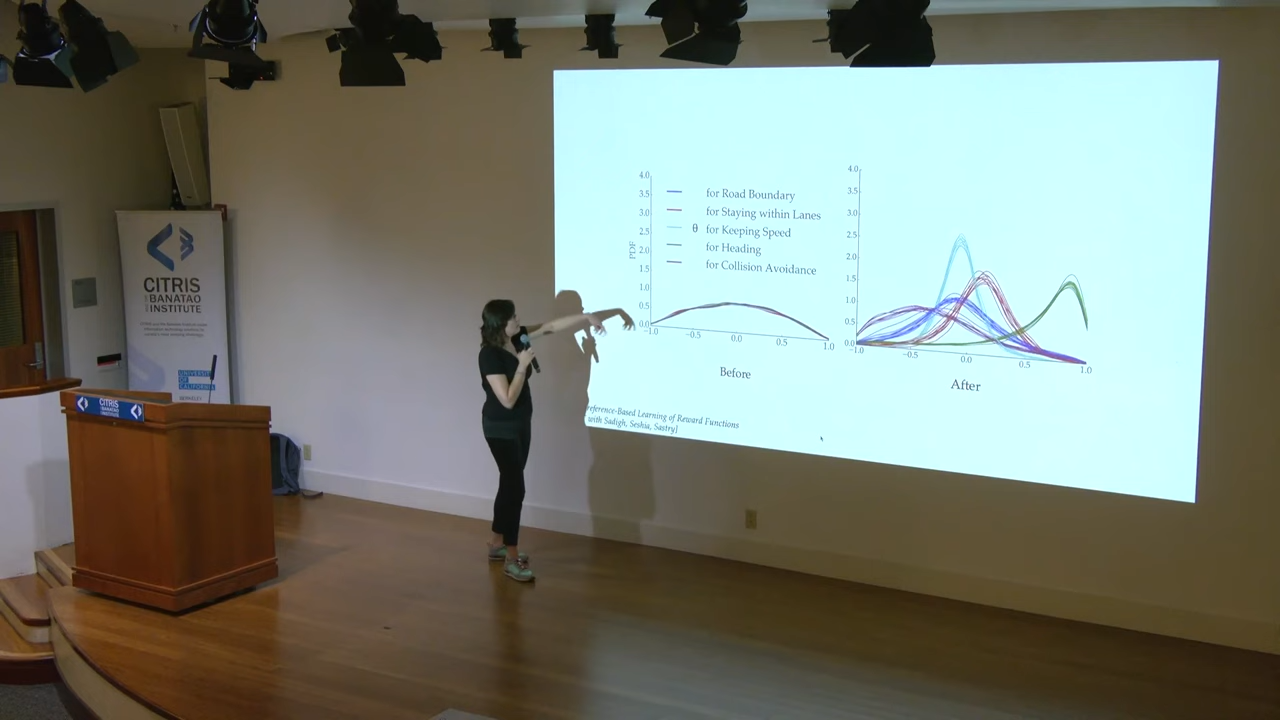 4.0
3.5
3.0
2.5
2.0
1.5
1.0
0.5
0.0
-1.0
-0.5
0.0
0.5
1.0
PDF
for Road Boundary
for Staying within Lanes
θ for Keeping Speed
for Heading
for Collision Avoidance
Before
4.0
3.5
3.0
2.5
2.0
1.5
1.0
0.5
0.0
-1.0
-0.5
0.0
0.5
1.0
After
reference-Based Learning of Reward Functions
with Sadigh, Seshia, Sastry]
CITRIS
BANATAO
INSTITUTE
UNIVERSITY
OF
CALIFORNIA
BERKELEY
CITRIS
BANATAO
INSTITUTE